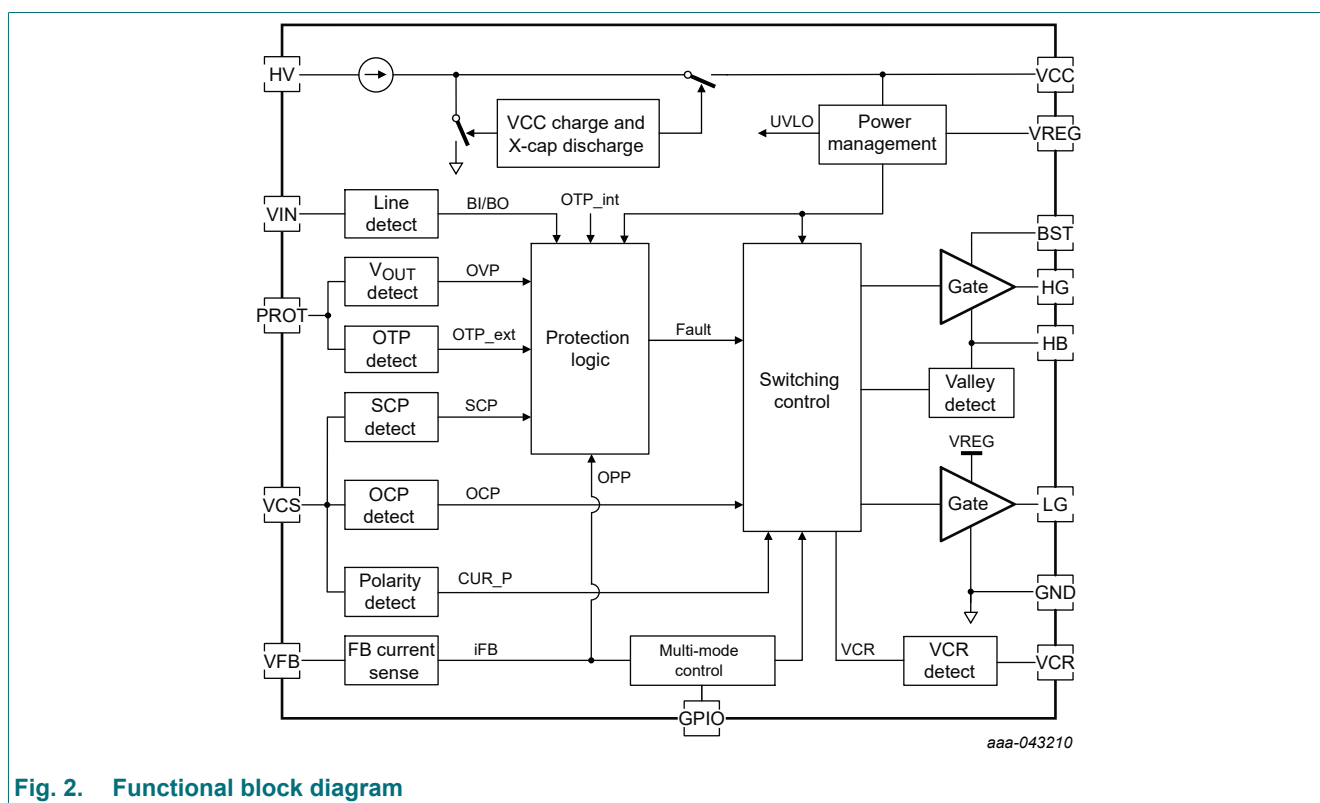 HV
VCC
VCC charge and
X-cap discharge
UVLO
Power
management
VREG
VIN
Line
detect
BI/BO
OTP_int
BST
PROT
VOUT
detect
OVP
OTP
detect
OTP_ext
Protection
logic
Fault
Switching
control
Gate
HG
HB
Valley
detect
SCP
detect
SCP
VREG
OPP
VCS
OCP
detect
OCP
Gate
LG
Polarity
detect
CUR_P
GND
VFB
FB current
sense
iFB
Multi-mode
control
VCR
VCR
detect
VCR
GPIO
aaa-043210
Fig. 2. Functional block diagram